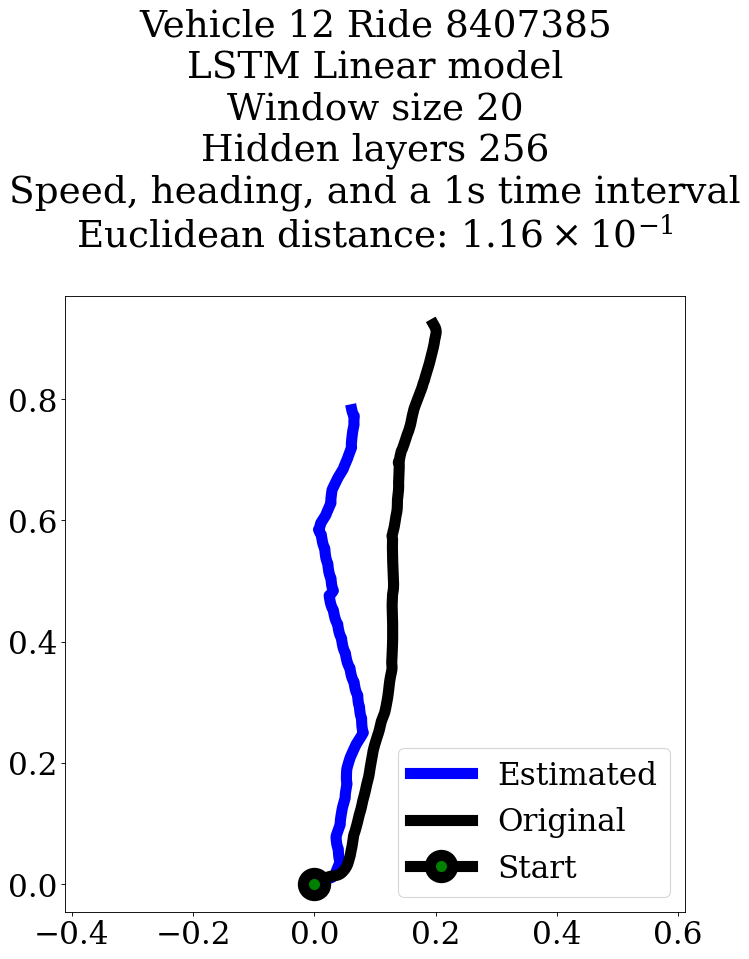 Vehicle 12 Ride 8407385
LSTM Linear model
Window size 20
Hidden layers 256
Speed, heading, and a 1s time interval
Euclidean distance: 1.16 × 10⁻¹
0.8
0.6
0.4
0.2
0.0
Estimated
Original
Start
−0.4 −0.2 0.0 0.2 0.4 0.6